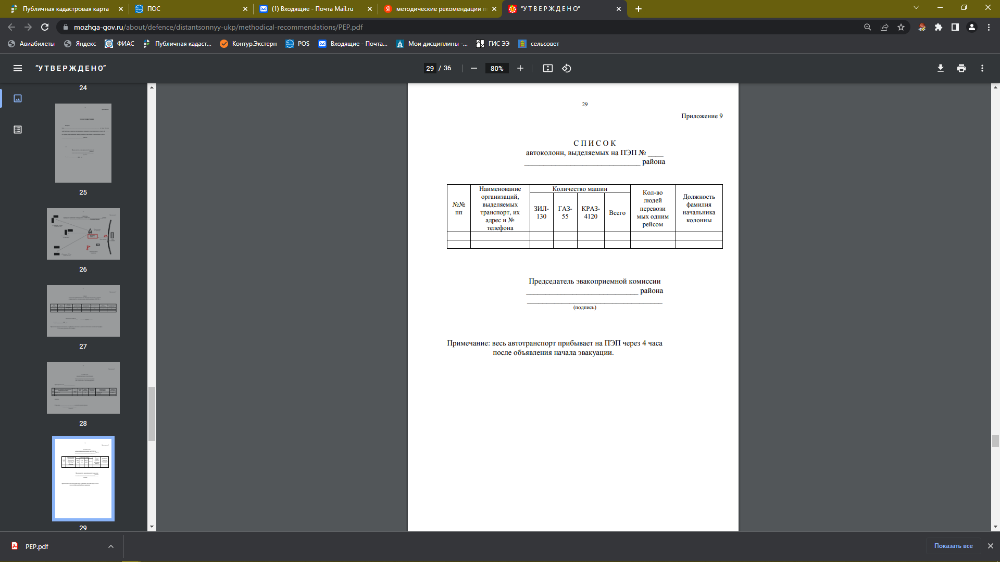 Публичная кадастровая карта
ПОС
(1) Входящие - Почта Mail.ru
методические рекомендации п
“У Т В Е Р Ж Д Е Н О”
mozhga-gov.ru/about/defence/distantsonnyy-ukp/methodical-recommendations/PEP.pdf
Авиабилеты
Яндекс
ФИАС
Публичная кадаст...
Контур.Экстерн
POS
Входящие - Почта...
Мои дисциплины -...
ГИС ЭЭ
сельсовет
“У Т В Е Р Ж Д Е Н О”
29 / 36
80%
24
25
26
27
28
29
29
Приложение 9
С П И С О К
автоколонн, выделяемых на ПЭП № ____
______________________________ района
№№ пп
Наименование организаций, выделяемых транспорт, их адрес и № телефона
Количество машин
ЗИЛ-130
ГАЗ-55
КРАЗ-4120
Всего
Кол-во людей перевози мых одним рейсом
Должность фамилия начальника колонны
Председатель эвакоприемной комиссии
_____________________________ района
___________________________________
(подпись)
Примечание: весь автотранспорт прибывает на ПЭП через 4 часа
после объявления начала эвакуации.
PEP.pdf
Показать все